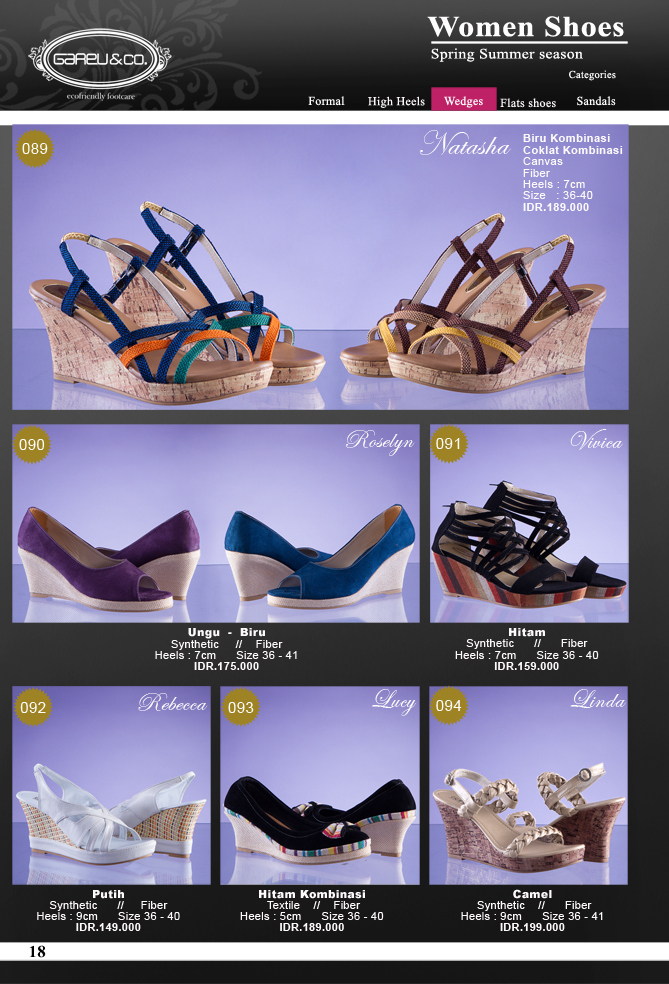 GAREU&CO.
ecofriendly footcare
Women Shoes
Spring Summer season
Categories
Formal High Heels Wedges Flats shoes Sandals
089
Natasha
Biru Kombinasi
Coklat Kombinasi
Canvas
Fiber
Heels : 7cm
Size : 36-40
IDR.189.000
090
Roselyn
Ungu - Biru
Synthetic // Fiber
Heels : 7cm Size 36 - 41
IDR.175.000
091
Vivica
Hitam
Synthetic // Fiber
Heels : 7cm Size 36 - 40
IDR.159.000
092
Rebecca
Putih
Synthetic // Fiber
Heels : 9cm Size 36 - 40
IDR.149.000
093
Lucy
Hitam Kombinasi
Textile // Fiber
Heels : 5cm Size 36 - 40
IDR.189.000
094
Linda
Camel
Synthetic // Fiber
Heels : 9cm Size 36 - 41
IDR.199.000
18